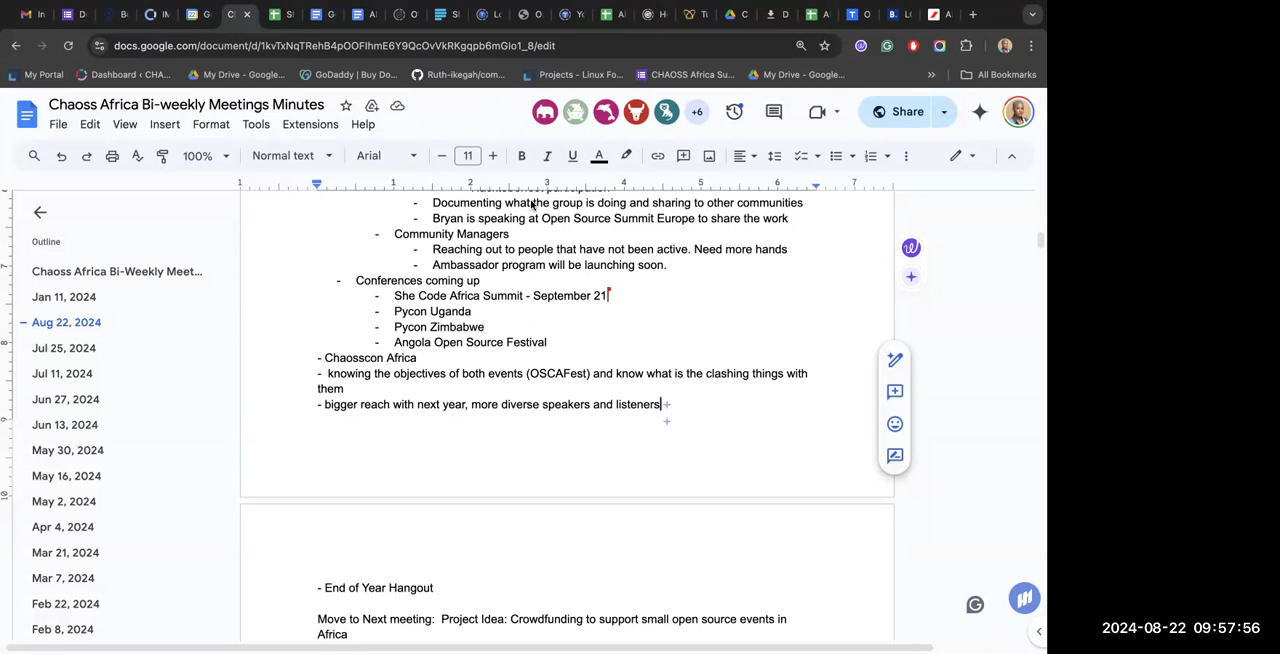 docs.google.com/document/d/1kvTxNqTRehB4pOOFIhmE6Y9QcOvVkRKgqpb6mGIo1_8/edit
My Portal
Dashboard < CHA...
My Drive - Google...
GoDaddy | Buy Do...
Ruth-ikegah/com...
Projects - Linux Fo...
CHAOSS Africa Su...
My Drive - Google...
»
All Bookmarks
Chaoss Africa Bi-weekly Meetings Minutes
File Edit View Insert Format Tools Extensions Help
+6
Share
100%
Normal text
Arial
11
B I U A
1 1 2 3 4 5 6 7
Outline
Chaoss Africa Bi-Weekly Meet...
Jan 11, 2024
Aug 22, 2024
Jul 25, 2024
Jul 11, 2024
Jun 27, 2024
Jun 13, 2024
May 30, 2024
May 16, 2024
May 2, 2024
Apr 4, 2024
Mar 21, 2024
Mar 7, 2024
Feb 22, 2024
Feb 8, 2024
- Documenting what the group is doing and sharing to other communities
- Bryan is speaking at Open Source Summit Europe to share the work
- Community Managers
- Reaching out to people that have not been active. Need more hands
- Ambassador program will be launching soon.
- Conferences coming up
- She Code Africa Summit - September 21
- Pycon Uganda
- Pycon Zimbabwe
- Angola Open Source Festival
- Chaosscon Africa
- knowing the objectives of both events (OSCAFest) and know what is the clashing things with
them
- bigger reach with next year, more diverse speakers and listeners
- End of Year Hangout
Move to Next meeting: Project Idea: Crowdfunding to support small open source events in
Africa
2024-08-22 09:57:56